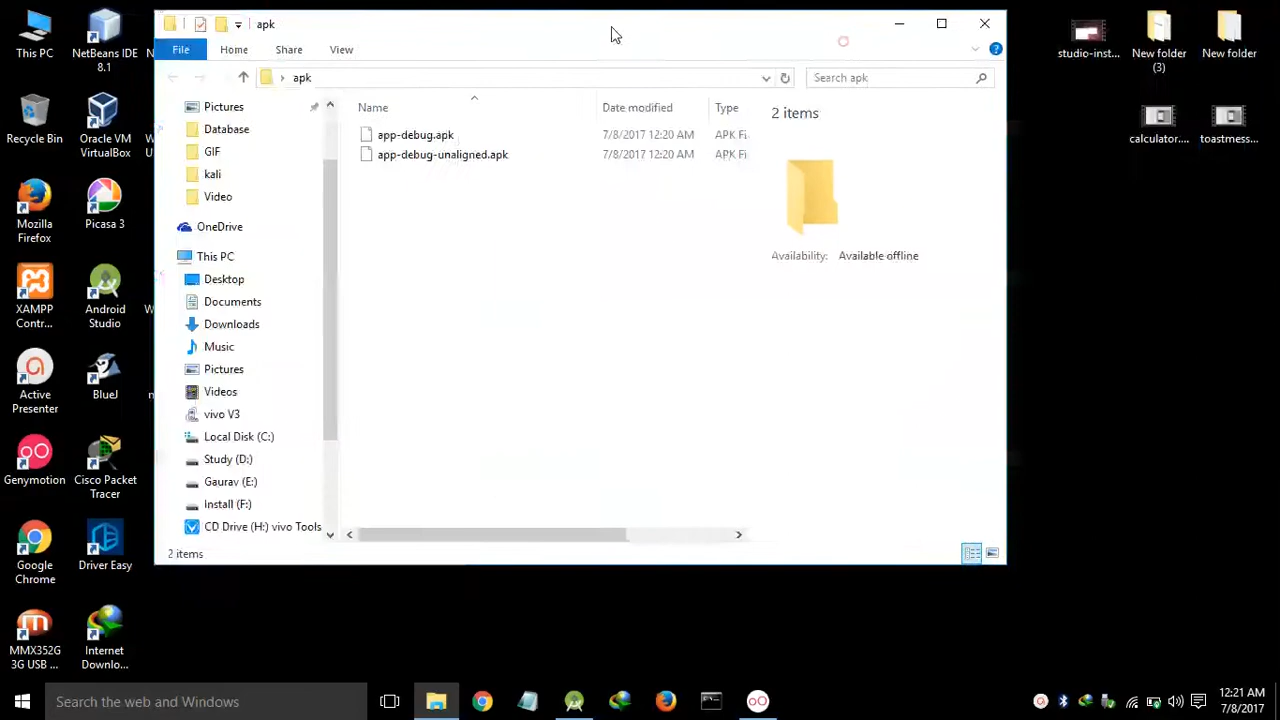 apk
File
Home
Share
View
apk
Search apk
Pictures
Database
GIF
kali
Video
OneDrive
This PC
Desktop
Documents
Downloads
Music
Pictures
Videos
vivo V3
Local Disk (C:)
Study (D:)
Gaurav (E:)
Install (F:)
CD Drive (H:) vivo Tools
Name
Date modified
Type
app-debug.apk
7/8/2017 12:20 AM
APK Fi
app-debug-unaligned.apk
7/8/2017 12:20 AM
APK Fi
2 items
Availability:
Available offline
2 items
This PC
NetBeans IDE
8.1
Recycle Bin
Oracle VM
VirtualBox
Mozilla
Firefox
Picasa 3
XAMPP
Contr...
Android
Studio
Active
Presenter
BlueJ
Genymotion
Cisco Packet
Tracer
Google
Chrome
Driver Easy
MMX352G
3G USB ...
Internet
Downlo...
studio-inst...
New folder
(3)
New folder
calculator....
toastmess...
Search the web and Windows
12:21 AM
7/8/2017